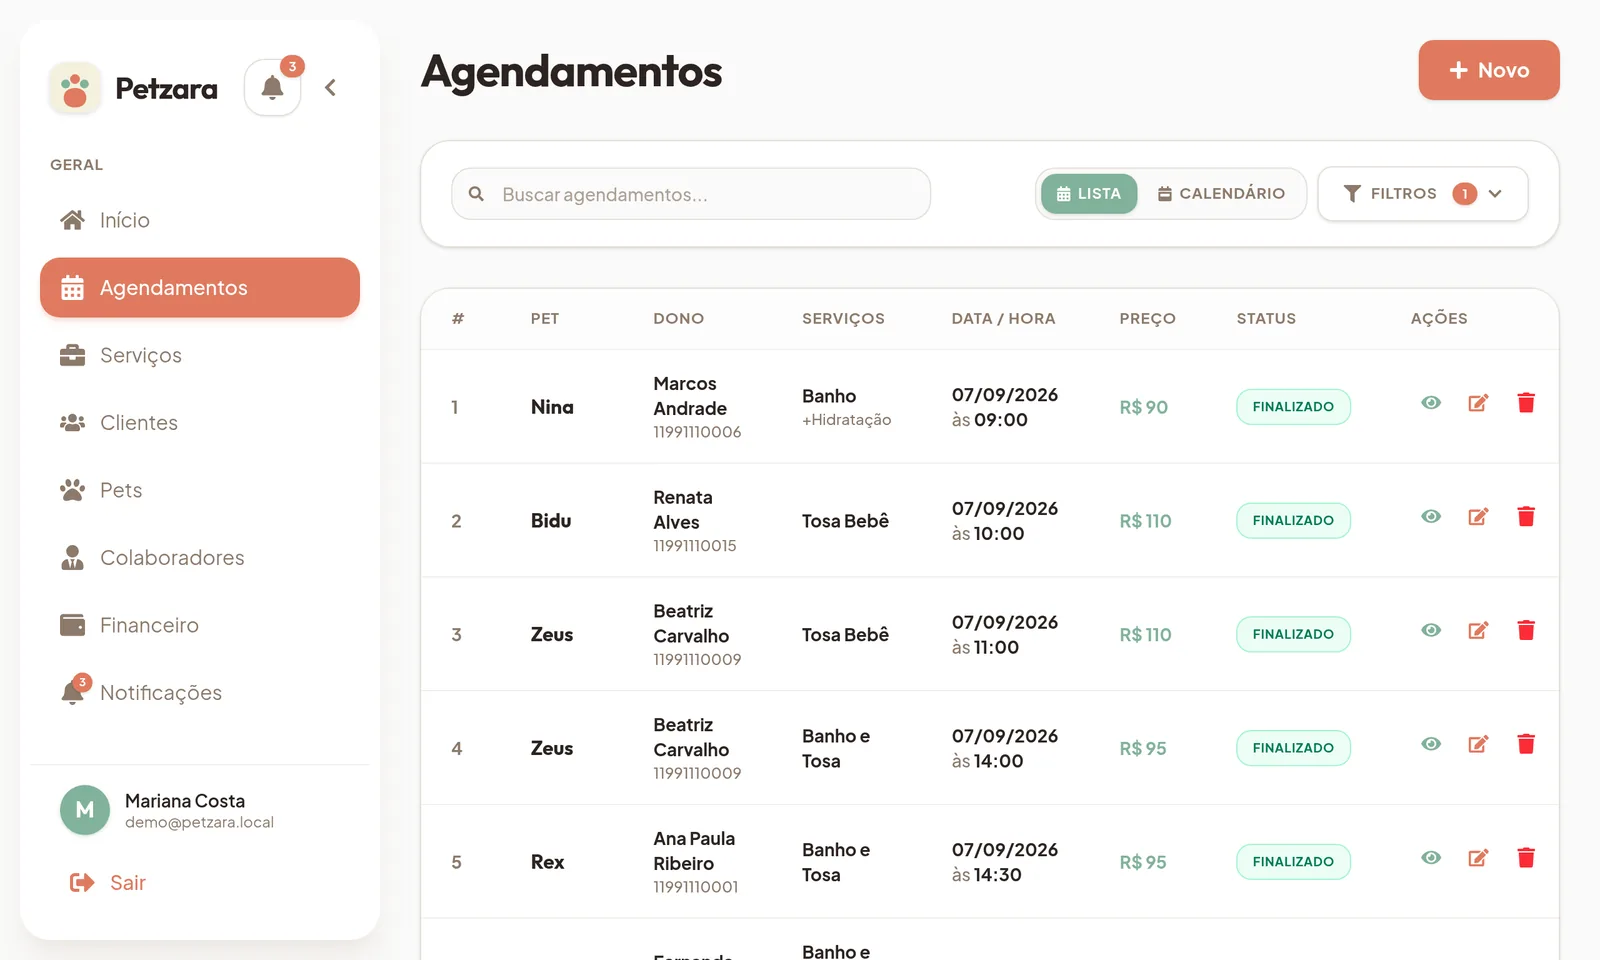 Petzara
3
GERAL
Início
Agendamentos
Serviços
Clientes
Pets
Colaboradores
Financeiro
3
Notificações
M
Mariana Costa
demo@petzara.local
Sair
Agendamentos
Novo
Buscar agendamentos...
LISTA
CALENDÁRIO
FILTROS
1
# PET DONO SERVIÇOS DATA / HORA PREÇO STATUS AÇÕES
1
Nina
Marcos
Andrade
11991110006
Banho
+Hidratação
07/09/2026
às 09:00
R$ 90
FINALIZADO
2
Bidu
Renata
Alves
11991110015
Tosa Bebê
07/09/2026
às 10:00
R$ 110
FINALIZADO
3
Zeus
Beatriz
Carvalho
11991110009
Tosa Bebê
07/09/2026
às 11:00
R$ 110
FINALIZADO
4
Zeus
Beatriz
Carvalho
11991110009
Banho e
Tosa
07/09/2026
às 14:00
R$ 95
FINALIZADO
5
Rex
Ana Paula
Ribeiro
11991110001
Banho e
Tosa
07/09/2026
às 14:30
R$ 95
FINALIZADO
Banho e